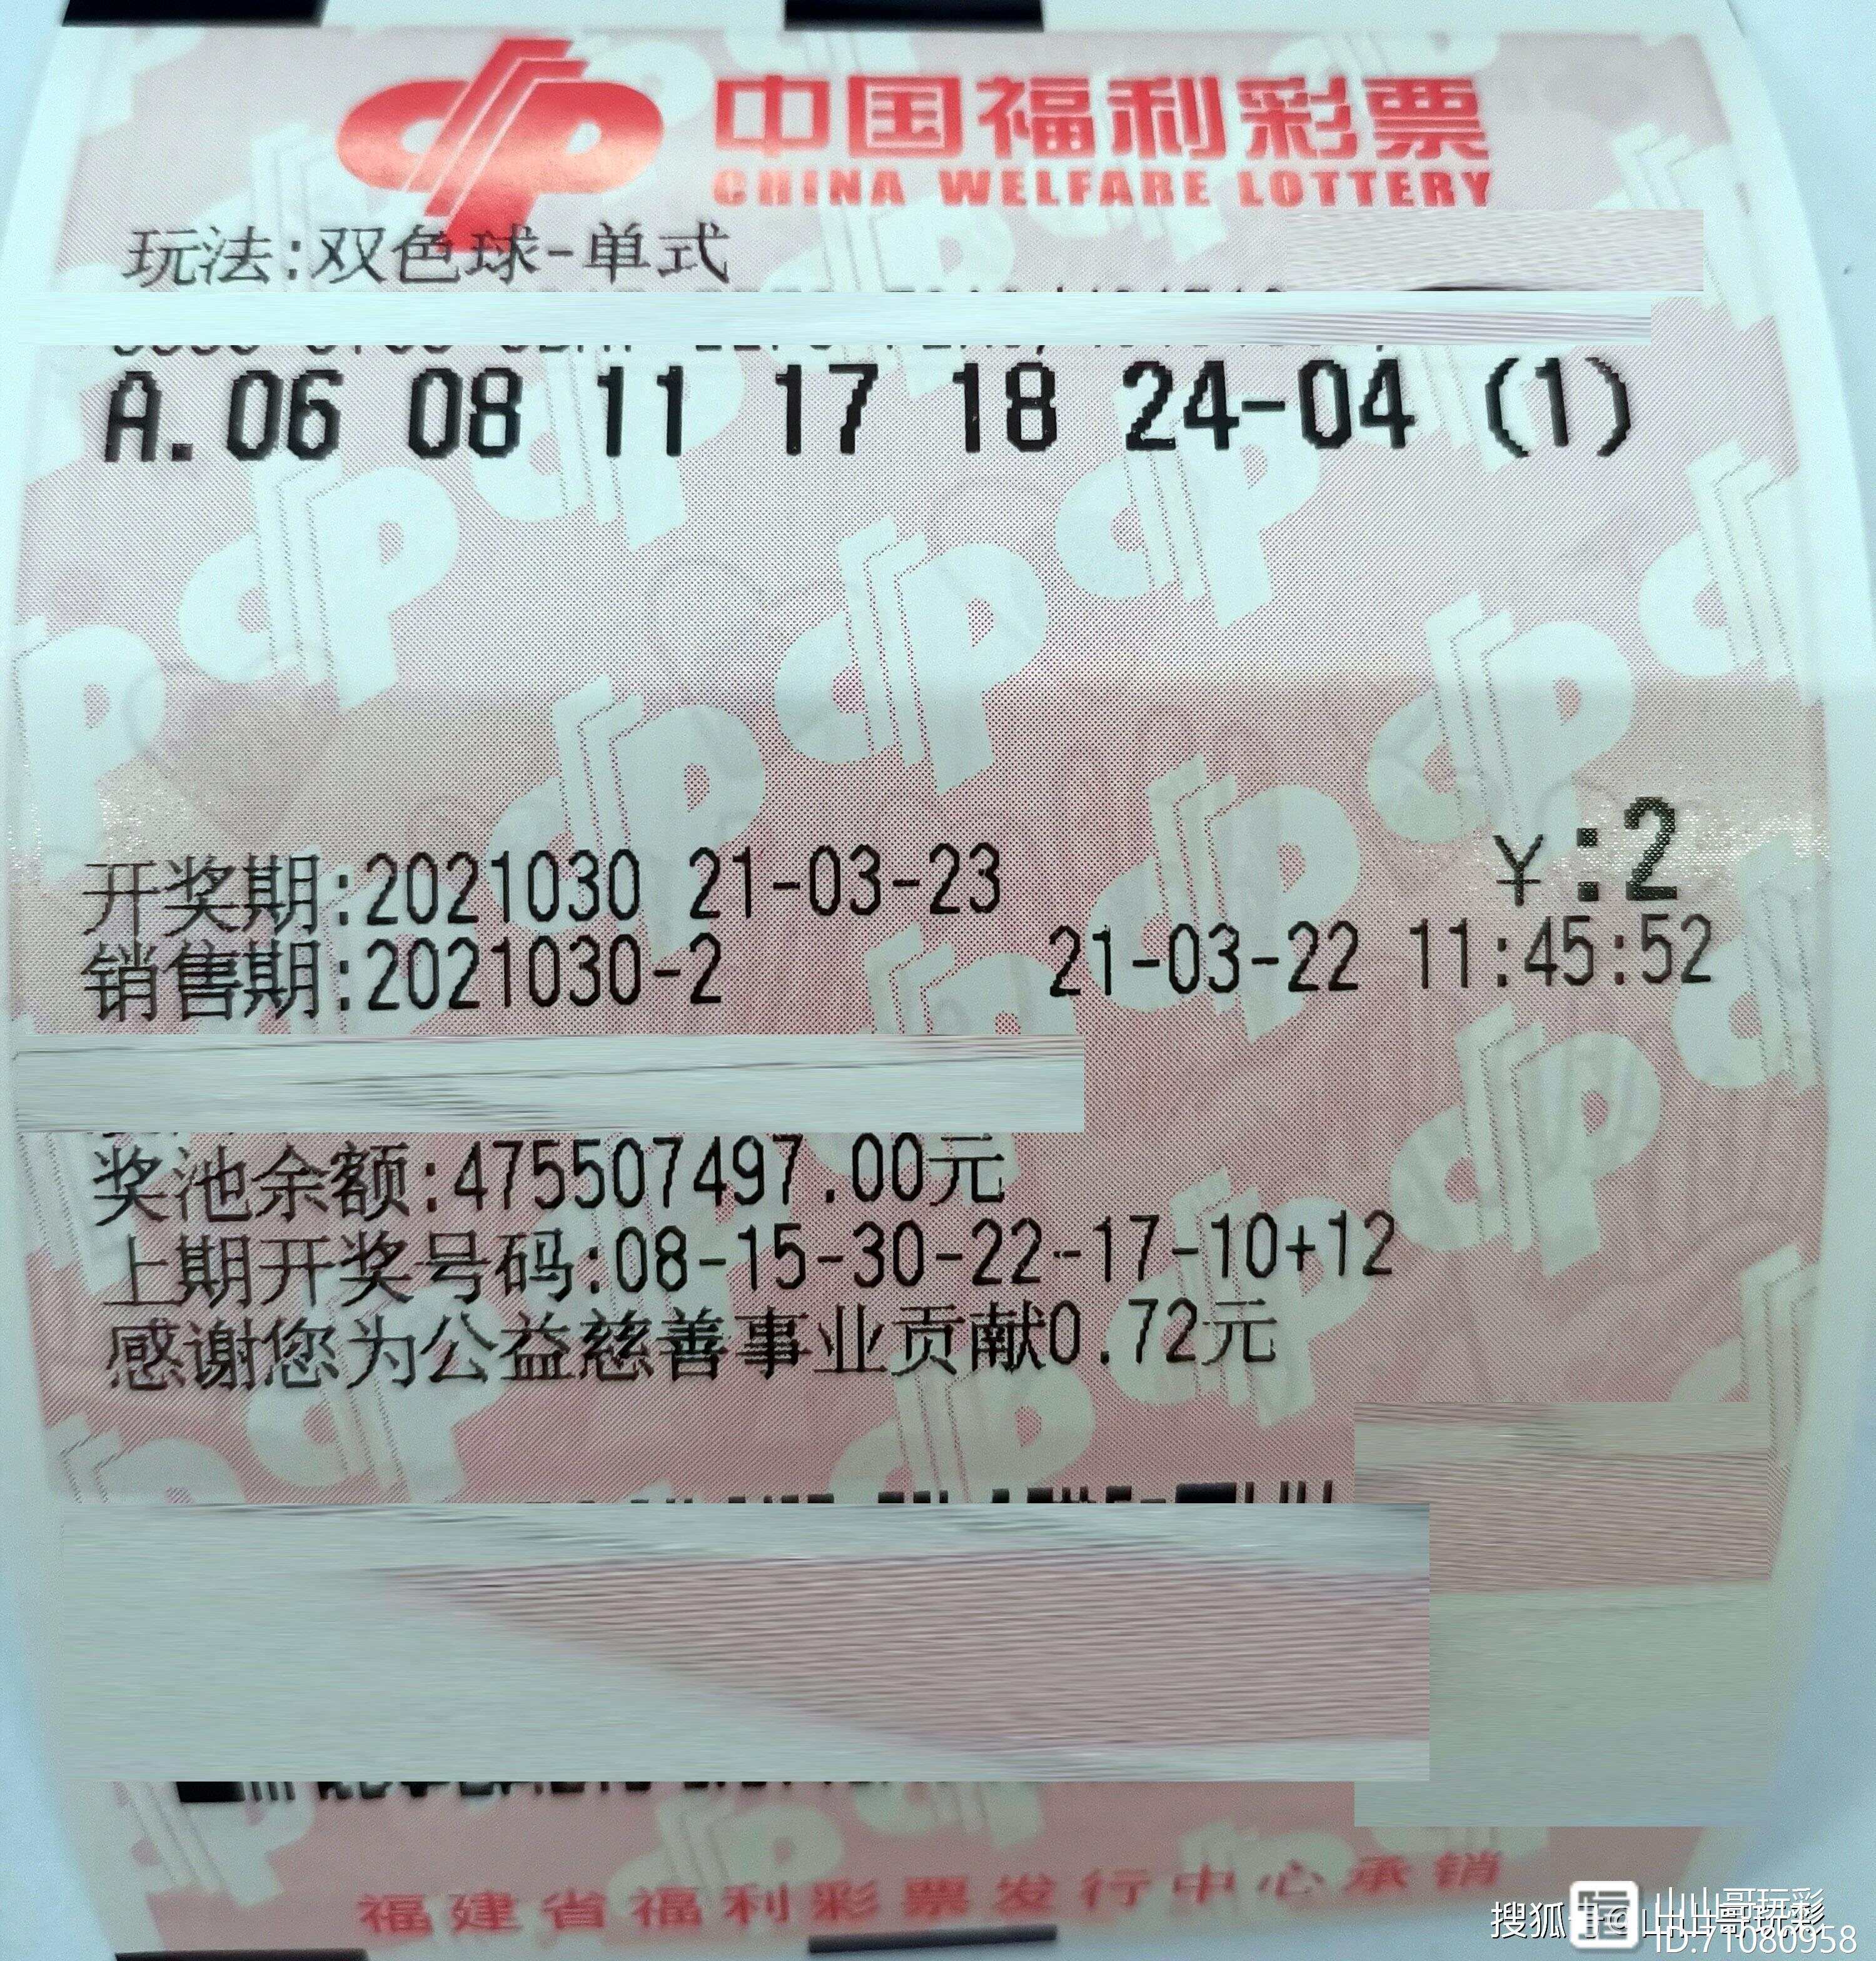 中国福利彩票
CHINA WELFARE LOTTERY
玩法:双色球-单式
A.06 08 11 17 18 24-04 (1)
¥:2
开奖期:2021030 21-03-23
销售期:2021030-2 21-03-22 11:45:52
奖池余额:475507497.00元
上期开奖号码:08-15-30-22-17-10+12
感谢您为公益慈善事业贡献0.72元
福建省福利彩票发行中心承销
山山哥玩彩
ID:71080958